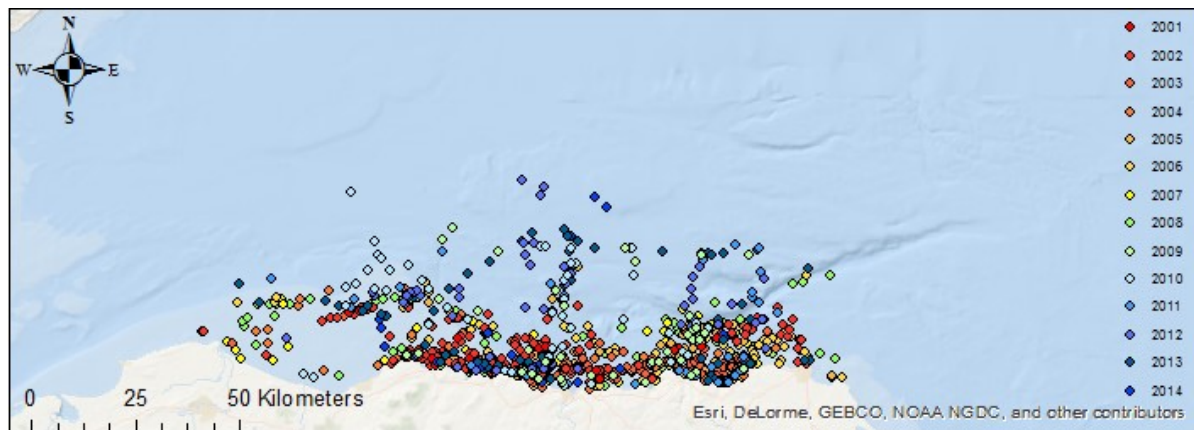 N
W E
S
2001
2002
2003
2004
2005
2006
2007
2008
2009
2010
2011
2012
2013
2014
0 25 50 Kilometers
Esri, DeLorme, GEBCO, NOAA NGDC, and other contributors